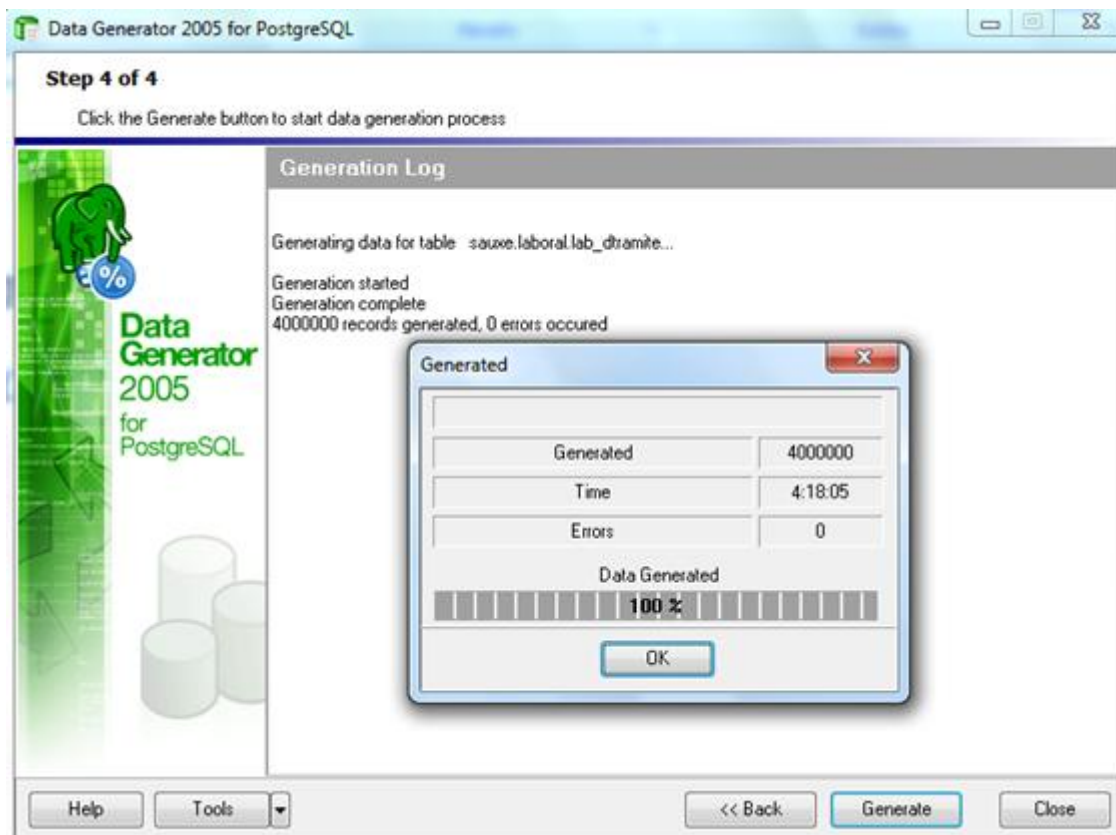 Data Generator 2005 for PostgreSQL
Step 4 of 4
Click the Generate button to start data generation process
Generation Log
Generating data for table sauxe.laboral.lab_dtramite...
Generation started
Generation complete
4000000 records generated, 0 errors occured
%
Data
Generator
2005
for
PostgreSQL
Generated
Generated 4000000
Time 4:18:05
Errors 0
Data Generated
100 %
OK
Help Tools << Back Generate Close